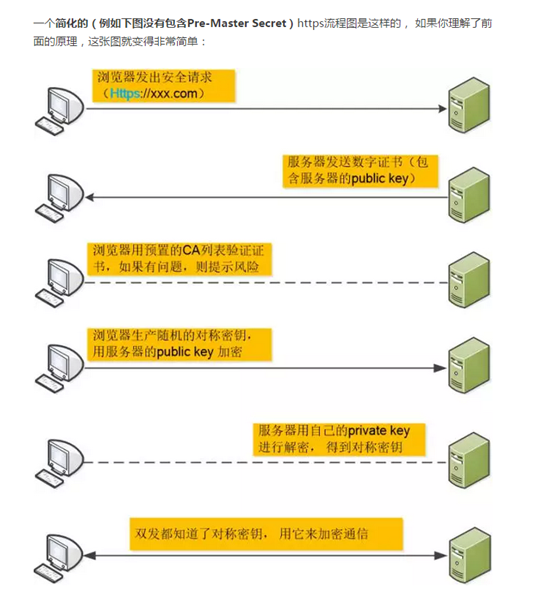 一个简化的（例如下图没有包含Pre-Master Secret）https流程图是这样的， 如果你理解了前
面的原理，这张图就变得非常简单：
浏览器发出安全请求
（Https://xxx.com）
服务器发送数字证书（包
含服务器的public key）
浏览器用预置的CA列表验证证
书，如果有问题，则提示风险
浏览器生产随机的对称密钥，
用服务器的public key 加密
服务器用自己的private key
进行解密， 得到对称密钥
双发都知道了对称密钥， 用它来加密通信